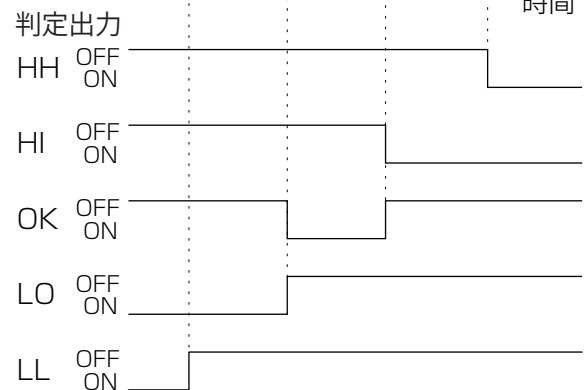 時間
判定出力
HH OFF
ON
HI OFF
ON
OK OFF
ON
LO OFF
ON
LL OFF
ON